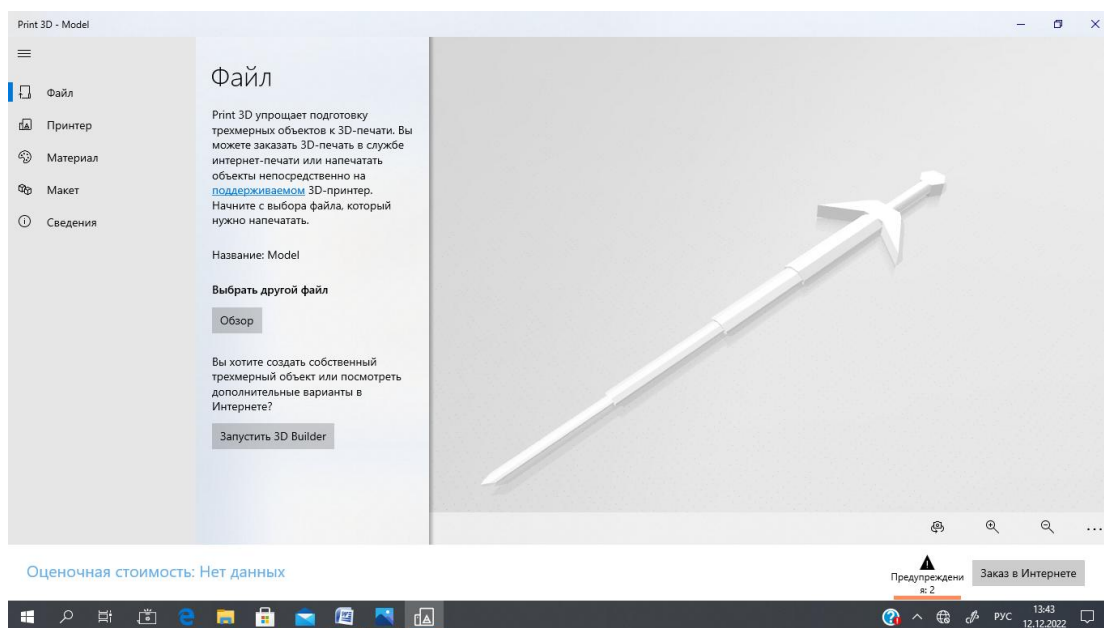 Print 3D - Model
Файл
Принтер
Материал
Макет
Сведения
Файл
Print 3D упрощает подготовку
трехмерных объектов к 3D-печати. Вы
можете заказать 3D-печать в службе
интернет-печати или напечатать
объекты непосредственно на
поддерживаемом 3D-принтер.
Начните с выбора файла, который
нужно напечатать.
Название: Model
Выбрать другой файл
Обзор
Вы хотите создать собственный
трехмерный объект или посмотреть
дополнительные варианты в
Интернете?
Запустить 3D Builder
Оценочная стоимость: Нет данных
Предупреждени
я: 2
Заказ в Интернете
РУС
13:43
12.12.2022